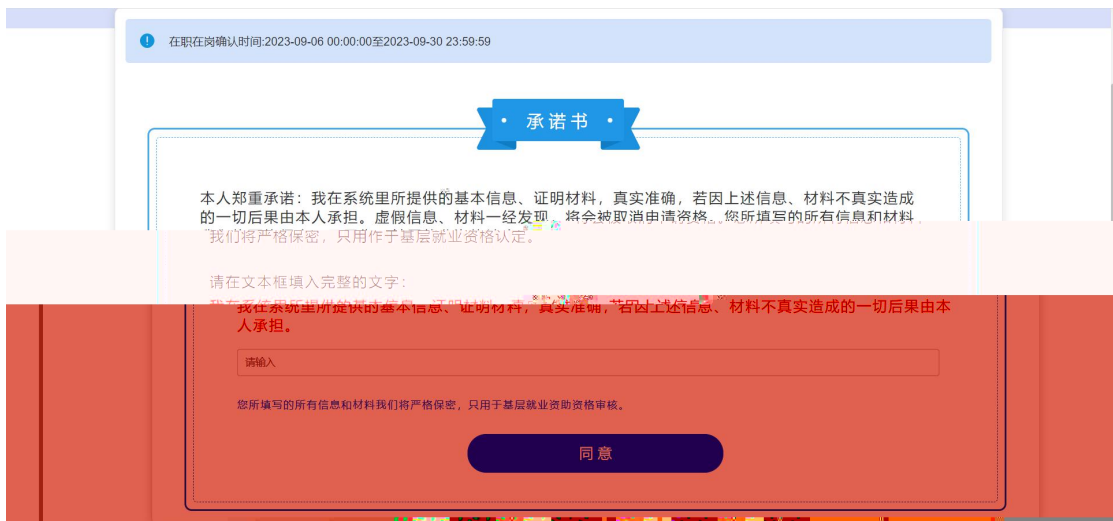 在职在岗确认时间:2023-09-06 00:00:00至2023-09-30 23:59:59
· 承诺书 ·
本人郑重承诺：我在系统里所提供的基本信息、证明材料，真实准确，若因上述信息、材料不真实造成
的一切后果由本人承担。虚假信息、材料一经发现，将会被取消申请资格。您所填写的所有信息和材料，
我们将严格保密，只用作于基层就业资格认定。
请在文本框填入完整的文字：
我在系统里所提供的基本信息、证明材料，真实准确，若因上述信息、材料不真实造成的一切后果由本
人承担。
请输入
您所填写的所有信息和材料我们将严格保密，只用于基层就业资助资格审核。
同意